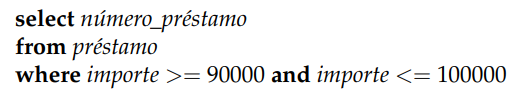 select número_préstamo
from préstamo
where importe >= 90000 and importe <= 100000